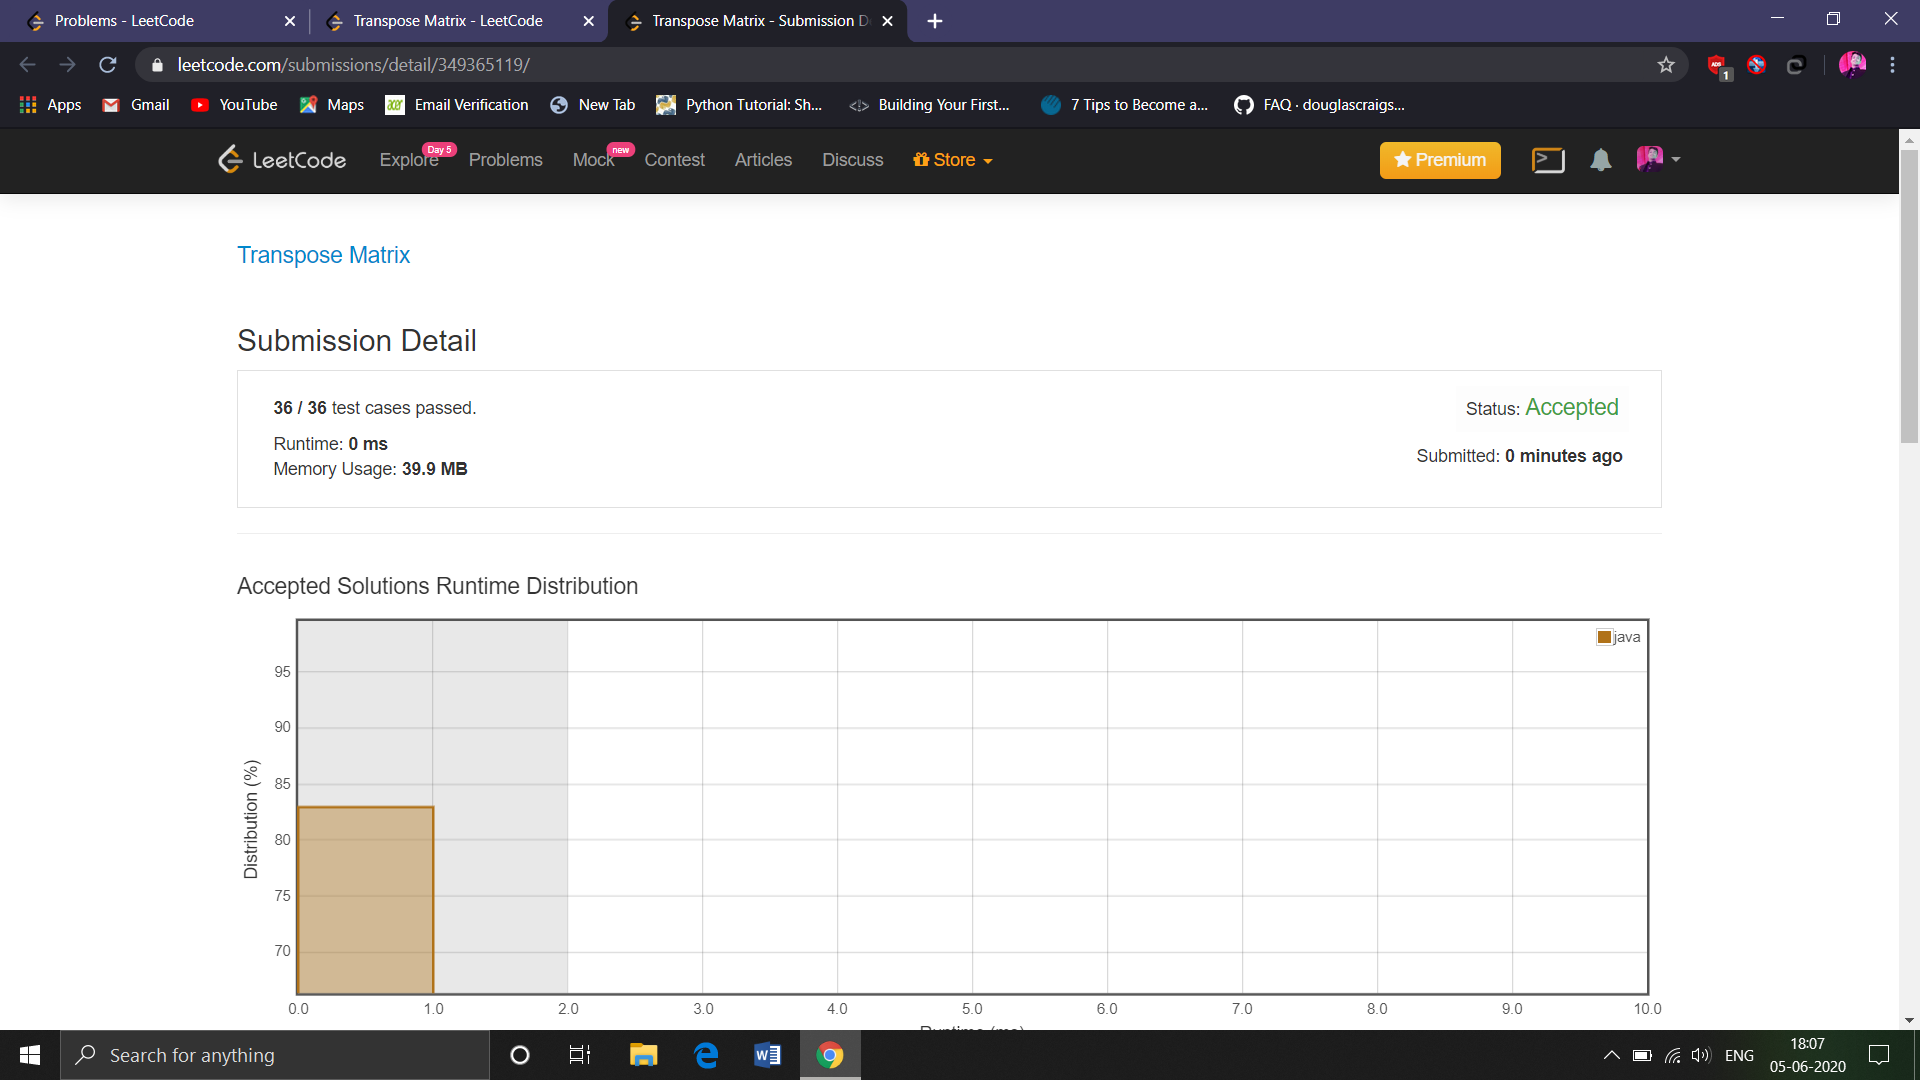 Problems - LeetCode
Transpose Matrix - LeetCode
Transpose Matrix - Submission D
leetcode.com/submissions/detail/349365119/
1
Apps Gmail YouTube Maps Email Verification New Tab Python Tutorial: Sh... Building Your First... 7 Tips to Become a... FAQ · douglascraigs...
LeetCode Explore Day 5 Problems Mock new Contest Articles Discuss Store Premium
Transpose Matrix
Submission Detail
36 / 36 test cases passed.
Status: Accepted
Runtime: 0 ms
Submitted: 0 minutes ago
Memory Usage: 39.9 MB
Accepted Solutions Runtime Distribution
java
95
90
85
80
75
70
Distribution (%)
0.0 1.0 2.0 3.0 4.0 5.0 6.0 7.0 8.0 9.0 10.0
Runtime (ms)
Search for anything
ENG
18:07
05-06-2020